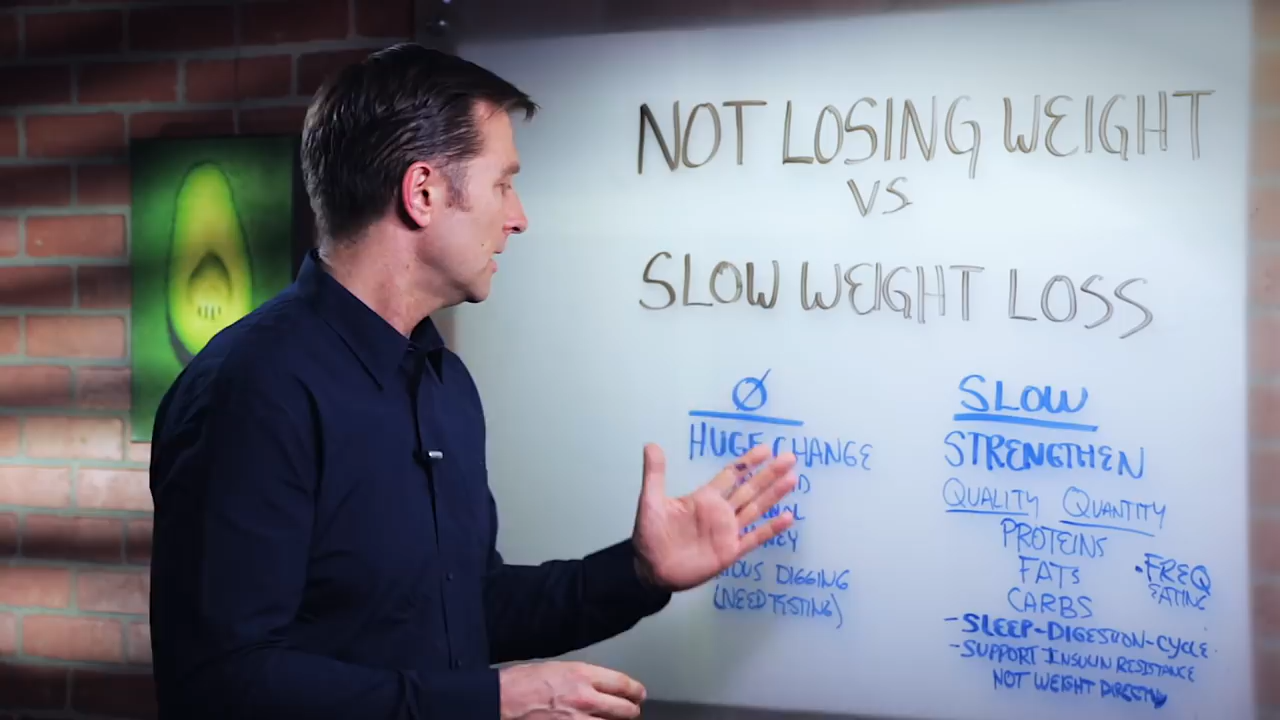 NOT LOSING WEIGHT
VS
SLOW WEIGHT LOSS
Ø
HUGE CHANGE
DIGGING
(NEED TESTING)
SLOW
STRENGTHEN
QUALITY QUANTITY
PROTEINS
FATS
CARBS
•FREQ
EATING
-SLEEP-DIGESTION-CYCLE
-SUPPORT INSULIN RESISTANCE
NOT WEIGHT DIRECTLY